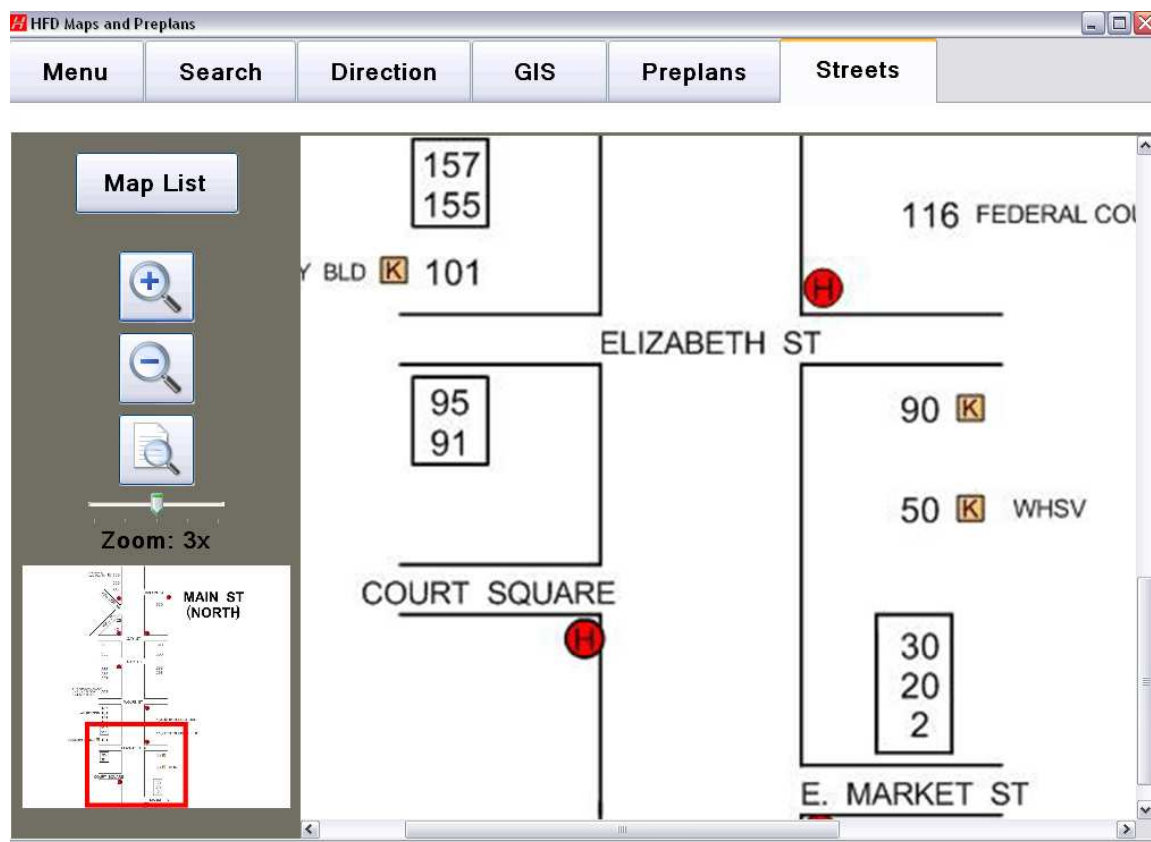 H HFD Maps and Preplans
Menu Search Direction GIS Preplans Streets
Map List
Zoom: 3x
MAIN ST
(NORTH)
COURT SQUARE
157
155
116 FEDERAL COU
Y BLD K 101
H
ELIZABETH ST
95
91
90 K
50 K WHSV
COURT SQUARE
H
30
20
2
E. MARKET ST